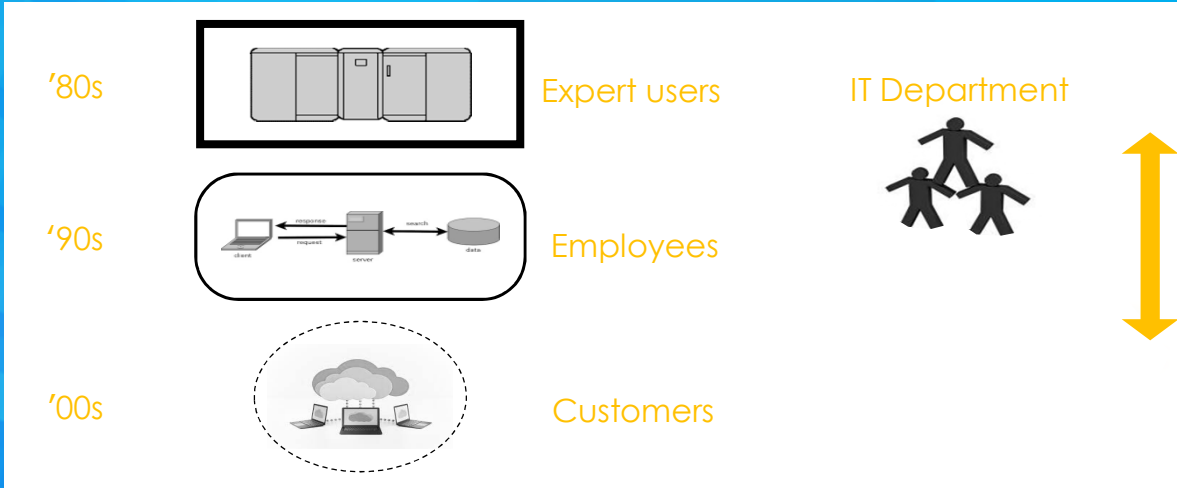 ’80s
Expert users
IT Department
‘90s
response
request
search
client
server
data
Employees
’00s
Customers